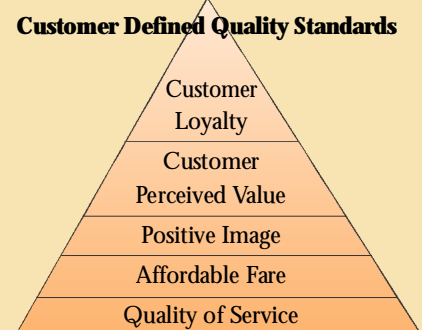 Customer Defined Quality Standards
Customer
Loyalty
Customer
Perceived Value
Positive Image
Affordable Fare
Quality of Service